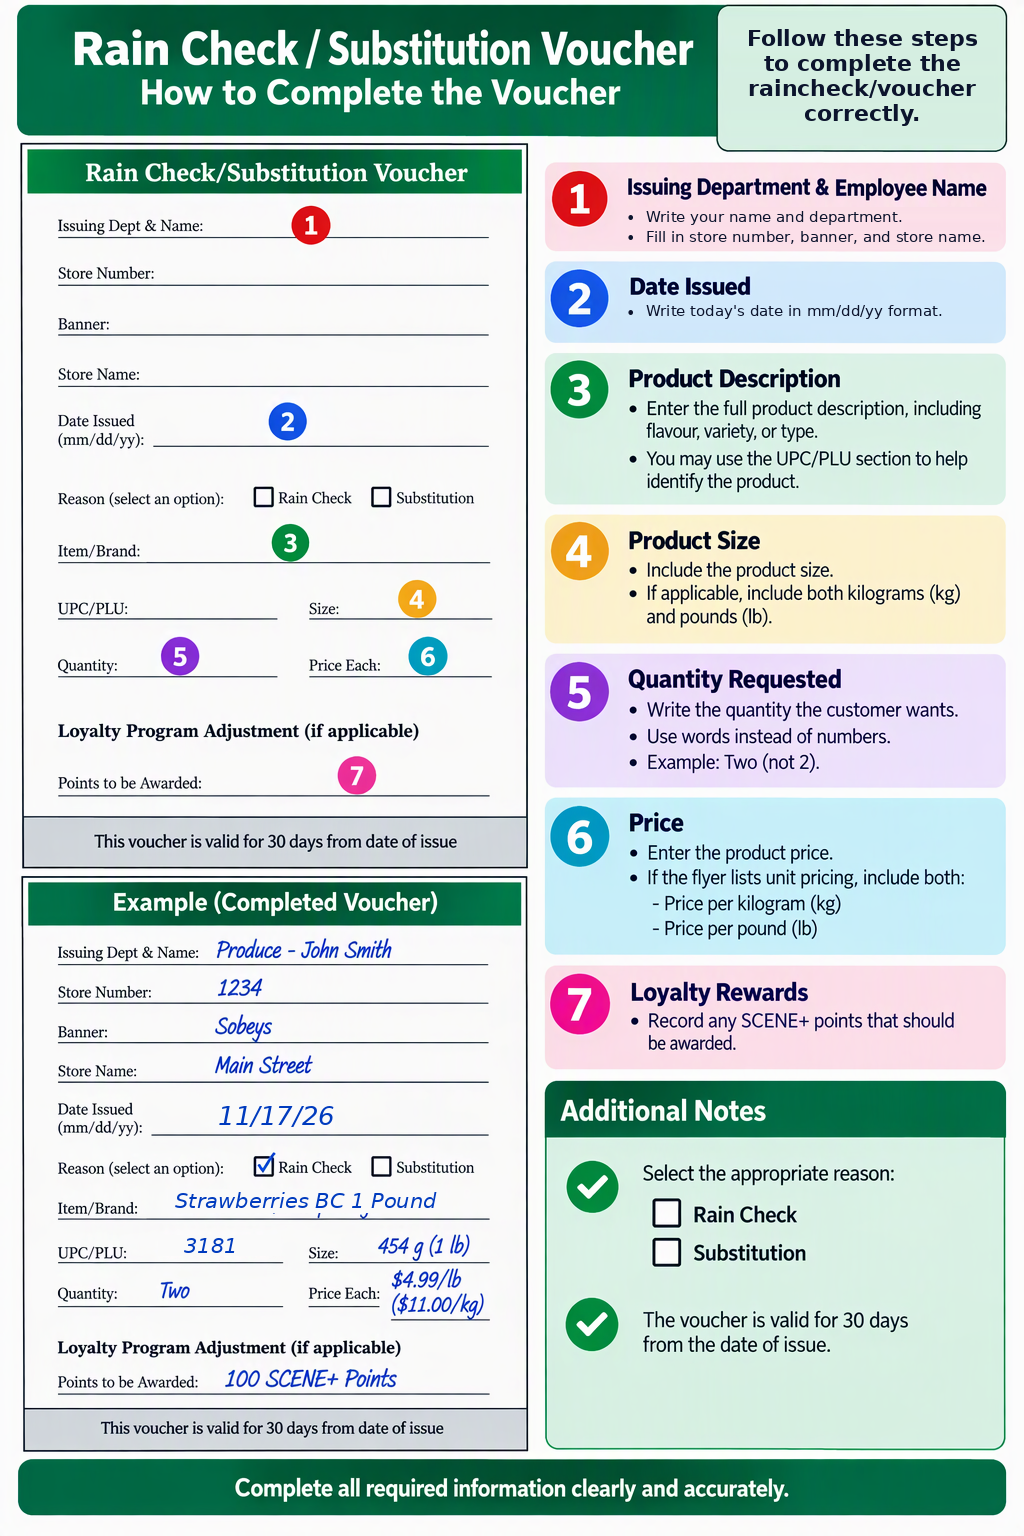 Rain Check / Substitution Voucher
How to Complete the Voucher
Follow these steps
to complete the
raincheck/voucher
correctly.
Rain Check/Substitution Voucher
Issuing Dept & Name: 1
Store Number:
Banner:
Store Name:
Date Issued
(mm/dd/yy): 2
Reason (select an option): Rain Check Substitution
Item/Brand: 3
UPC/PLU: Size: 4
Quantity: 5 Price Each: 6
Loyalty Program Adjustment (if applicable)
Points to be Awarded: 7
This voucher is valid for 30 days from date of issue
Example (Completed Voucher)
Issuing Dept & Name: Produce - John Smith
Store Number: 1234
Banner: Sobeys
Store Name: Main Street
Date Issued
(mm/dd/yy): 11/17/26
Reason (select an option): Rain Check Substitution
Item/Brand: Strawberries BC 1 Pound
UPC/PLU: 3181 Size: 454 g (1 lb)
Quantity: Two Price Each: $4.99/lb
($11.00/kg)
Loyalty Program Adjustment (if applicable)
Points to be Awarded: 100 SCENE+ Points
This voucher is valid for 30 days from date of issue
1 Issuing Department & Employee Name
• Write your name and department.
• Fill in store number, banner, and store name.
2 Date Issued
• Write today's date in mm/dd/yy format.
3 Product Description
• Enter the full product description, including
flavour, variety, or type.
• You may use the UPC/PLU section to help
identify the product.
4 Product Size
• Include the product size.
• If applicable, include both kilograms (kg)
and pounds (lb).
5 Quantity Requested
• Write the quantity the customer wants.
• Use words instead of numbers.
• Example: Two (not 2).
6 Price
• Enter the product price.
• If the flyer lists unit pricing, include both:
- Price per kilogram (kg)
- Price per pound (lb)
7 Loyalty Rewards
• Record any SCENE+ points that should
be awarded.
Additional Notes
Select the appropriate reason:
Rain Check
Substitution
The voucher is valid for 30 days
from the date of issue.
Complete all required information clearly and accurately.